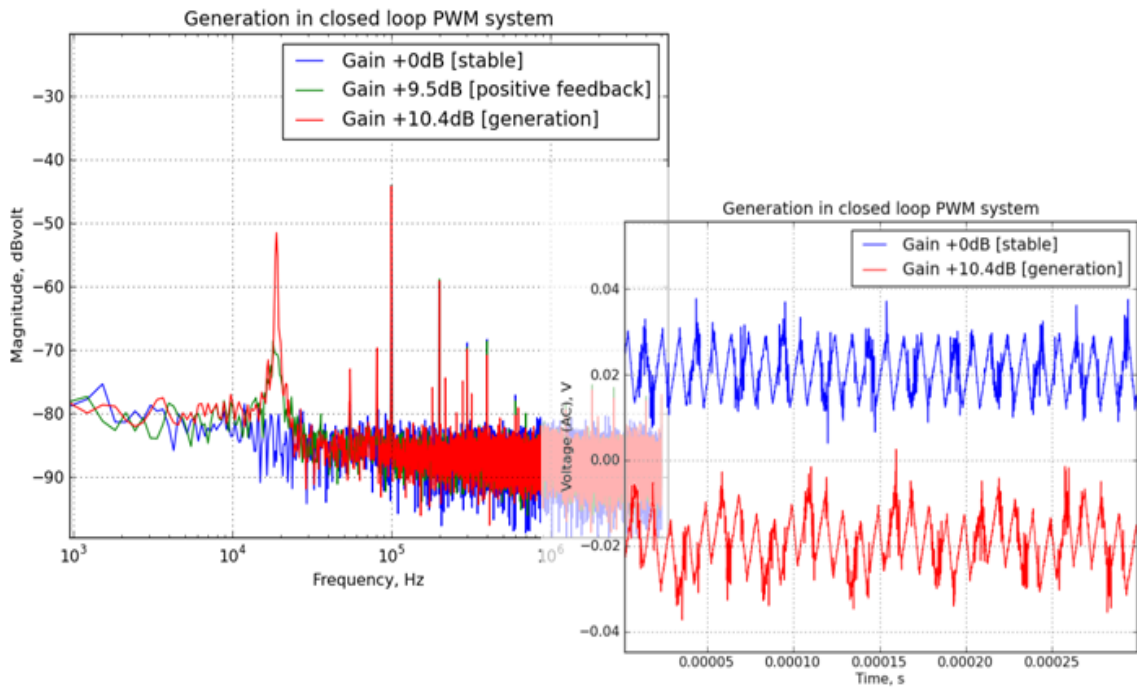 Generation in closed loop PWM system
Gain +0dB [stable]
Gain +9.5dB [positive feedback]
Gain +10.4dB [generation]
Magnitude, dBvolt
−30
−40
−50
−60
−70
−80
−90
10³
10⁴
10⁵
10⁶
Frequency, Hz
Generation in closed loop PWM system
Gain +0dB [stable]
Gain +10.4dB [generation]
Voltage (AC), V
0.04
0.02
0.00
−0.02
−0.04
0.00005
0.00010
0.00015
0.00020
0.00025
Time, s